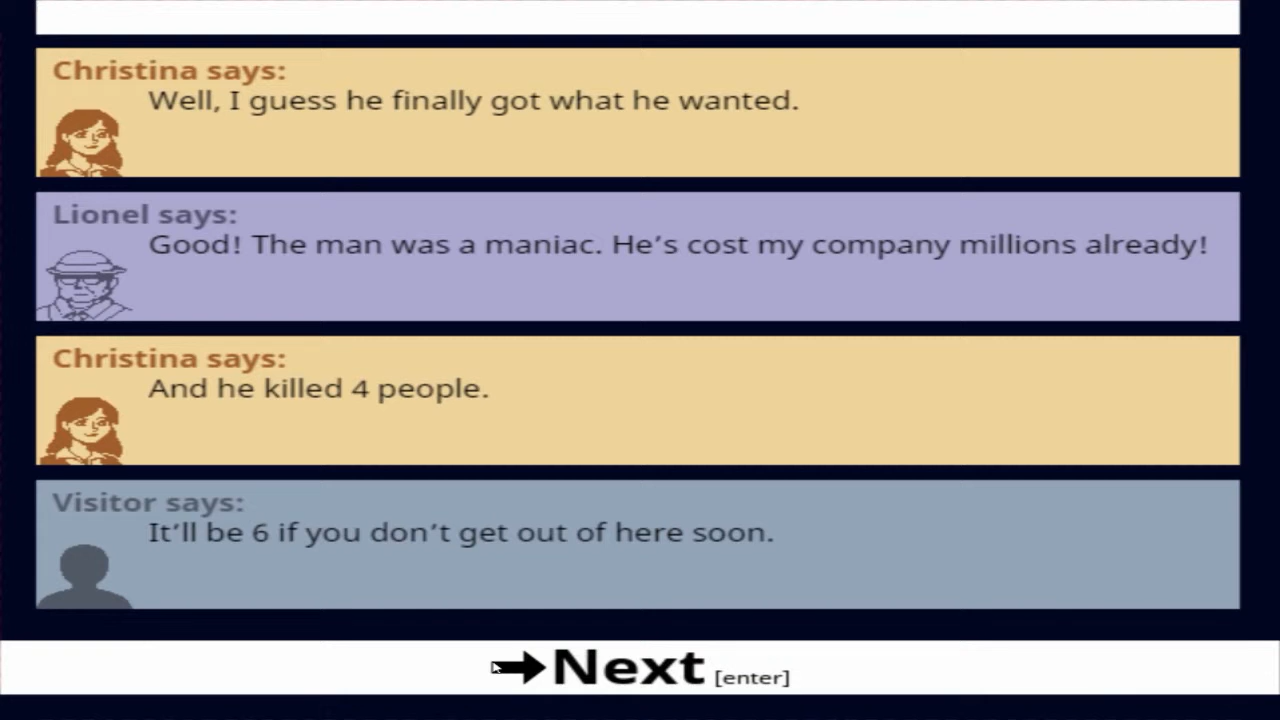 Christina says:
Well, I guess he finally got what he wanted.
Lionel says:
Good! The man was a maniac. He's cost my company millions already!
Christina says:
And he killed 4 people.
Visitor says:
It'll be 6 if you don't get out of here soon.
Next [enter]